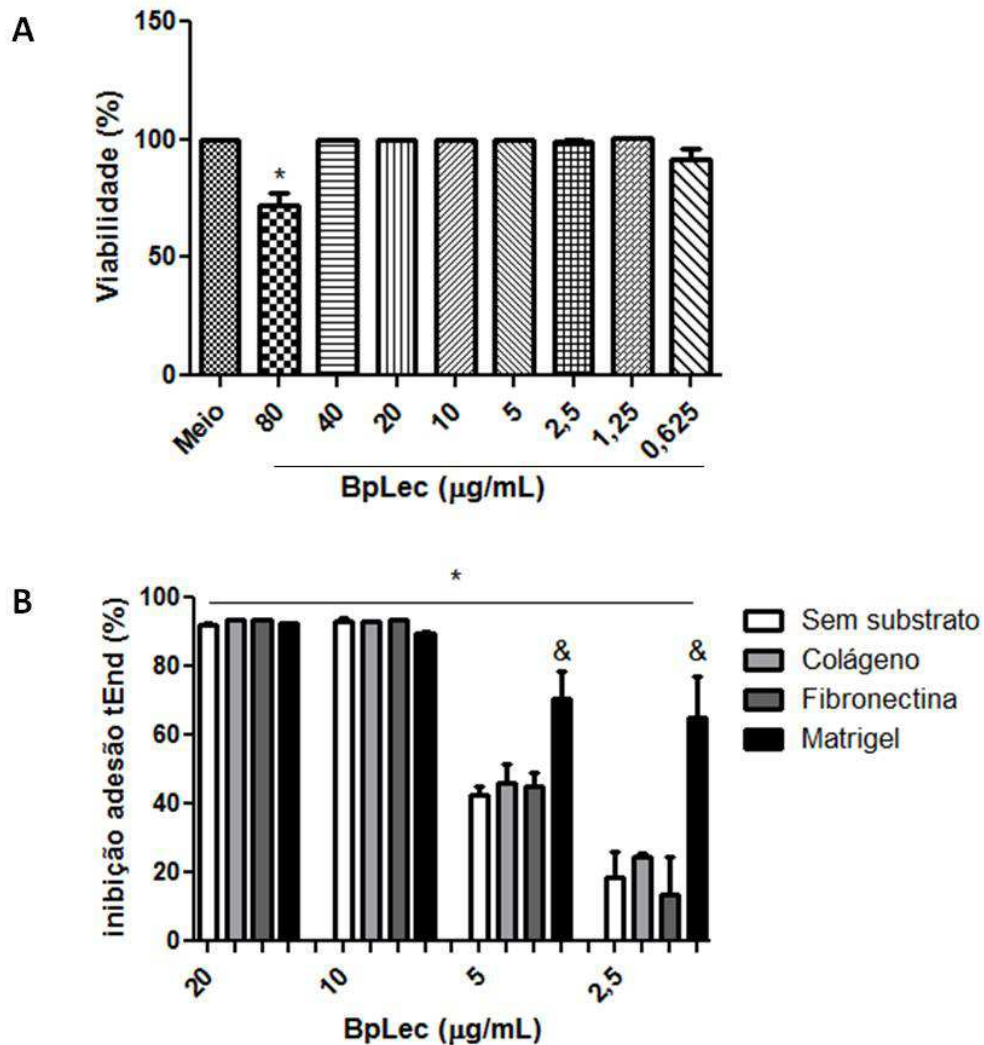 A
Viabilidade (%)
150
100
50
0
*
Meio
80
40
20
10
5
2,5
1,25
0,625
BpLec (µg/mL)
B
inibição adesão tEnd (%)
100
80
60
40
20
0
*
&
&
20
10
5
2,5
BpLec (µg/mL)
Sem substrato
Colágeno
Fibronectina
Matrigel